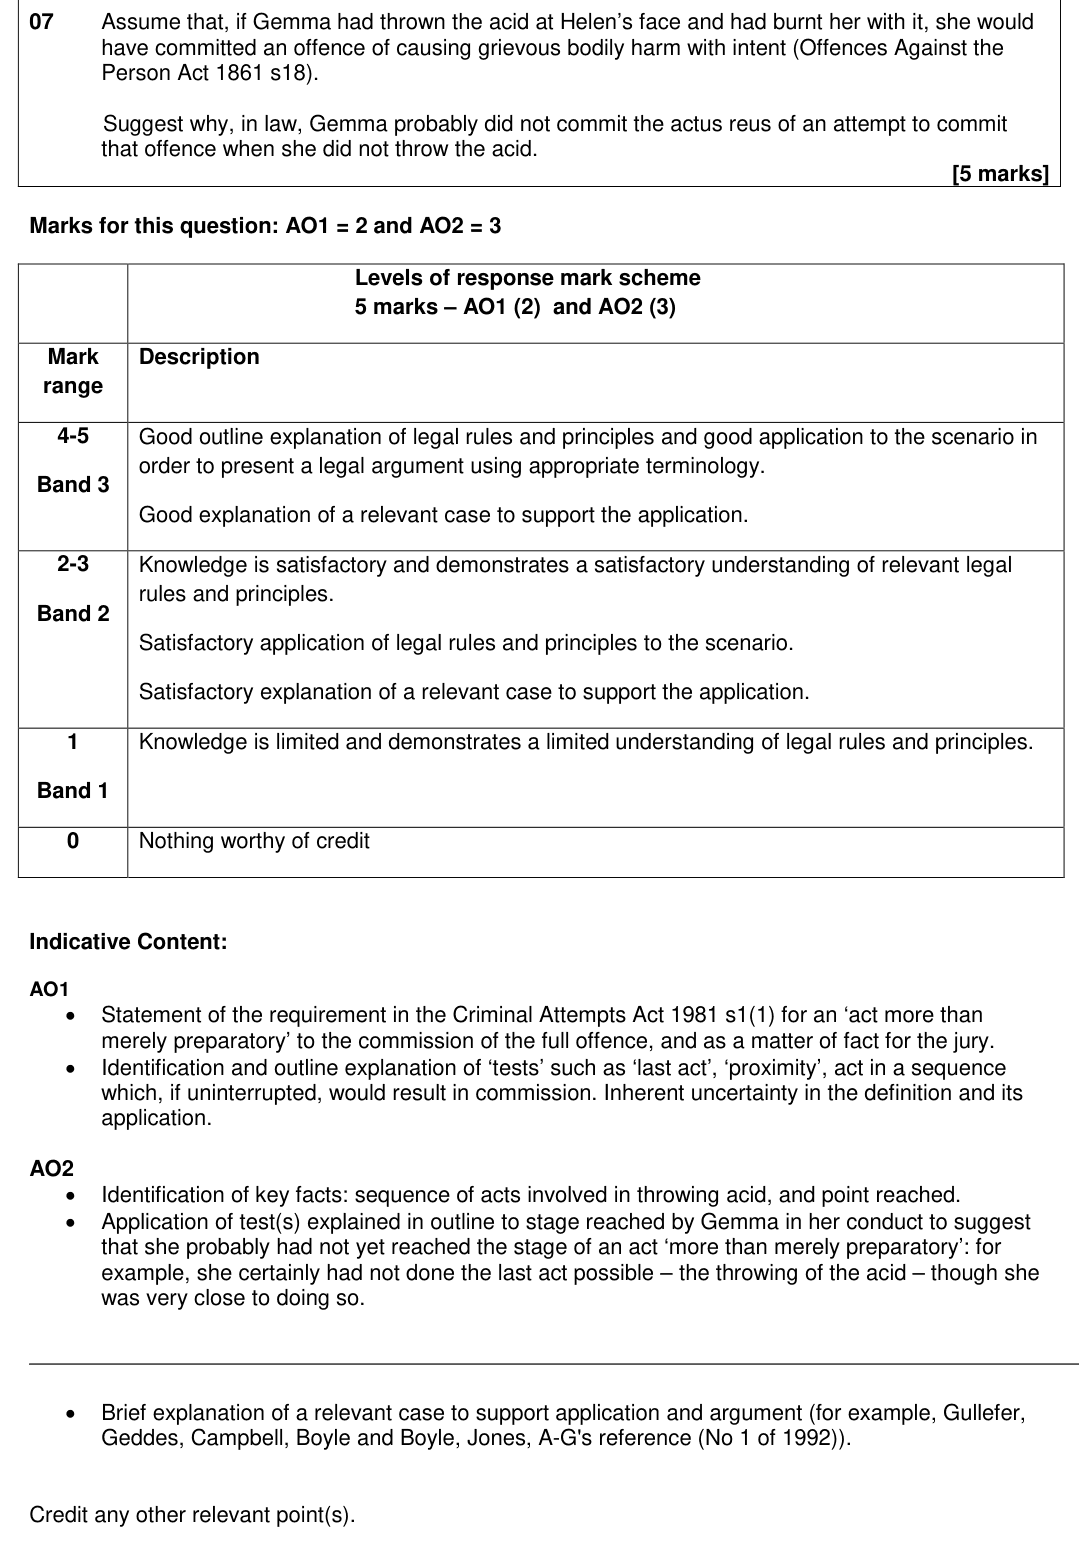 07 Assume that, if Gemma had thrown the acid at Helen’s face and had burnt her with it, she would
have committed an offence of causing grievous bodily harm with intent (Offences Against the
Person Act 1861 s18).
Suggest why, in law, Gemma probably did not commit the actus reus of an attempt to commit
that offence when she did not throw the acid.
[5 marks]
Marks for this question: AO1 = 2 and AO2 = 3
Levels of response mark scheme
5 marks – AO1 (2) and AO2 (3)
Mark
range
Description
4-5
Band 3
Good outline explanation of legal rules and principles and good application to the scenario in
order to present a legal argument using appropriate terminology.
Good explanation of a relevant case to support the application.
2-3
Band 2
Knowledge is satisfactory and demonstrates a satisfactory understanding of relevant legal
rules and principles.
Satisfactory application of legal rules and principles to the scenario.
Satisfactory explanation of a relevant case to support the application.
1
Band 1
Knowledge is limited and demonstrates a limited understanding of legal rules and principles.
0
Nothing worthy of credit
Indicative Content:
AO1
• Statement of the requirement in the Criminal Attempts Act 1981 s1(1) for an ‘act more than
merely preparatory’ to the commission of the full offence, and as a matter of fact for the jury.
• Identification and outline explanation of ‘tests’ such as ‘last act’, ‘proximity’, act in a sequence
which, if uninterrupted, would result in commission. Inherent uncertainty in the definition and its
application.
AO2
• Identification of key facts: sequence of acts involved in throwing acid, and point reached.
• Application of test(s) explained in outline to stage reached by Gemma in her conduct to suggest
that she probably had not yet reached the stage of an act ‘more than merely preparatory’: for
example, she certainly had not done the last act possible – the throwing of the acid – though she
was very close to doing so.
• Brief explanation of a relevant case to support application and argument (for example, Gullefer,
Geddes, Campbell, Boyle and Boyle, Jones, A-G's reference (No 1 of 1992)).
Credit any other relevant point(s).